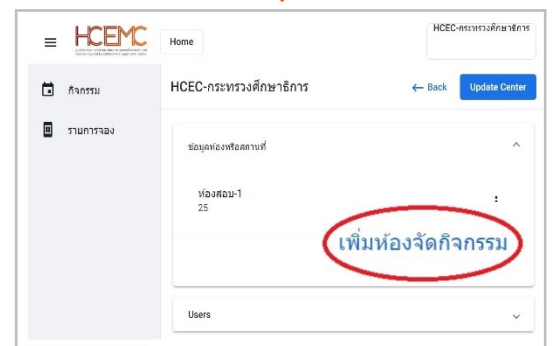 HCEMC
Home
HCEC-กระทรวงศึกษาธิการ
กิจกรรม
รายการจอง
HCEC-กระทรวงศึกษาธิการ
← Back
Update Center
ข้อมูลห้องหรือสถานที่
ห้องสอบ-1
25
เพิ่มห้องจัดกิจกรรม
Users